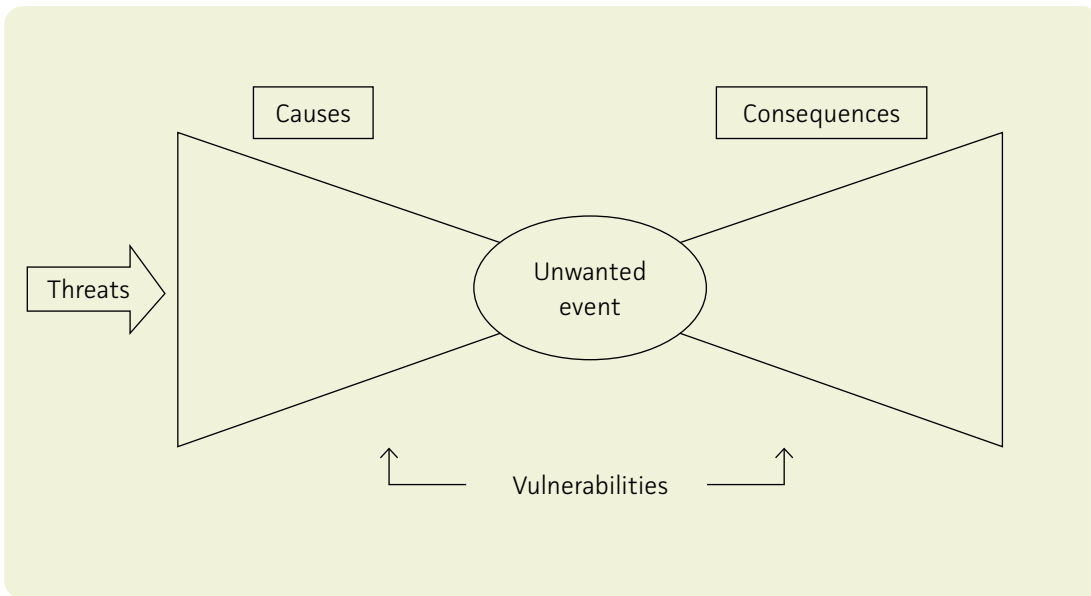 Causes
Consequences
Threats
Unwanted
event
Vulnerabilities